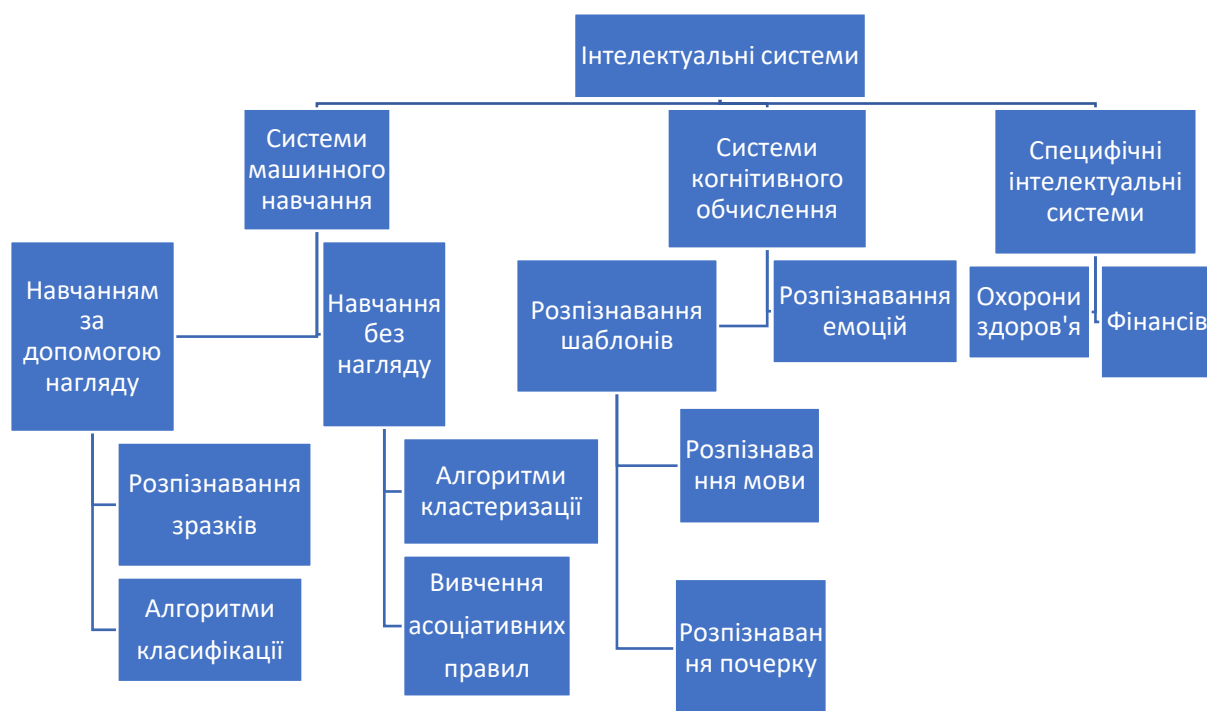 Інтелектуальні системи
Системи
машинного
навчання
Системи
когнітивного
обчислення
Специфічні
інтелектуальні
системи
Навчанням
за
допомогою
нагляду
Навчання
без
нагляду
Розпізнавання
шаблонів
Розпізнавання
емоцій
Охорони
здоров'я
Фінансів
Розпізнавання
зразків
Алгоритми
класифікації
Алгоритми
кластеризації
Вивчення
асоціативних
правил
Розпізнава
ння мови
Розпізнаван
ня почерку